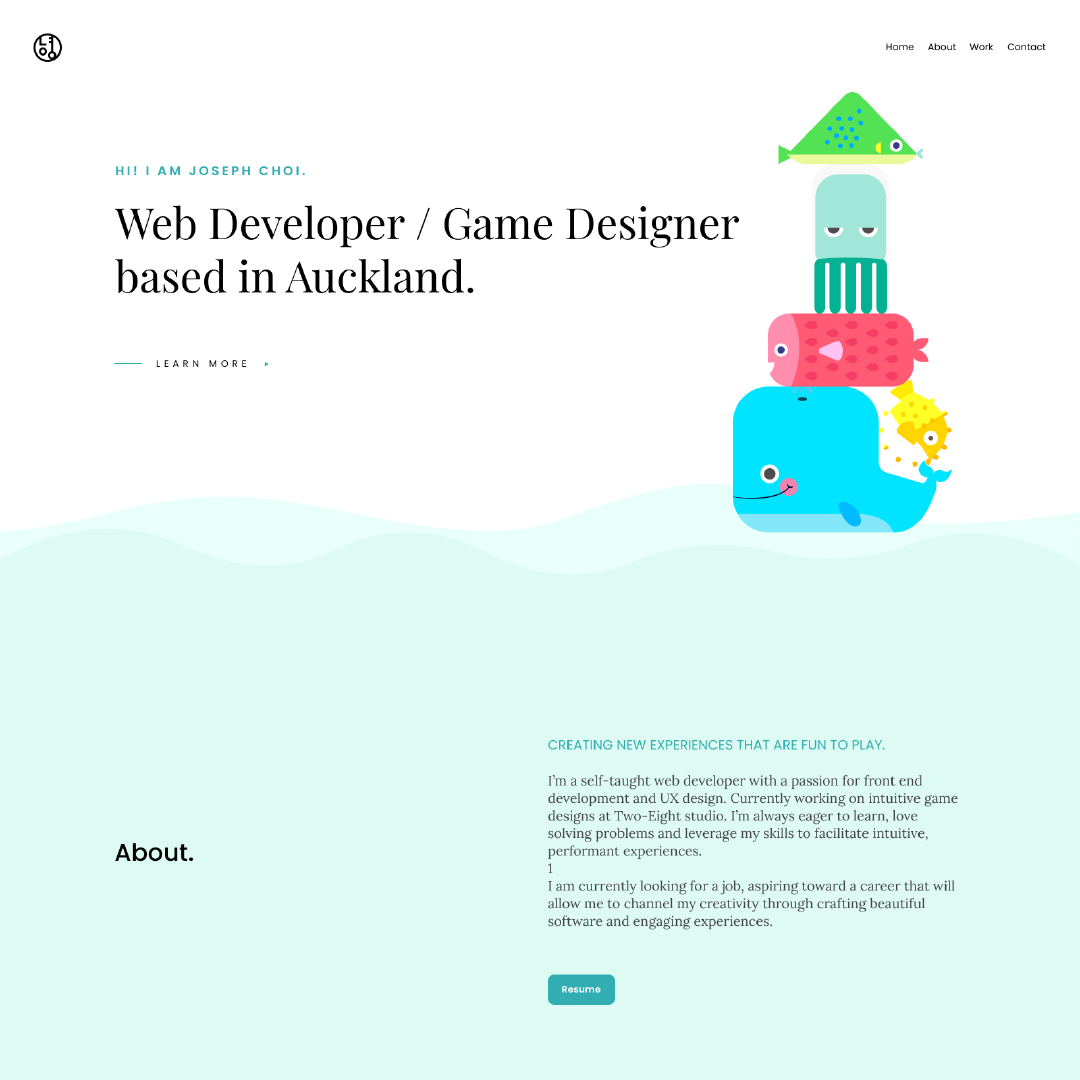 Home About Work Contact
HI! I AM JOSEPH CHOI.
Web Developer / Game Designer
based in Auckland.
LEARN MORE
About.
CREATING NEW EXPERIENCES THAT ARE FUN TO PLAY.
I’m a self-taught web developer with a passion for front end
development and UX design. Currently working on intuitive game
designs at Two-Eight studio. I’m always eager to learn, love
solving problems and leverage my skills to facilitate intuitive,
performant experiences.
1
I am currently looking for a job, aspiring toward a career that will
allow me to channel my creativity through crafting beautiful
software and engaging experiences.
Resume